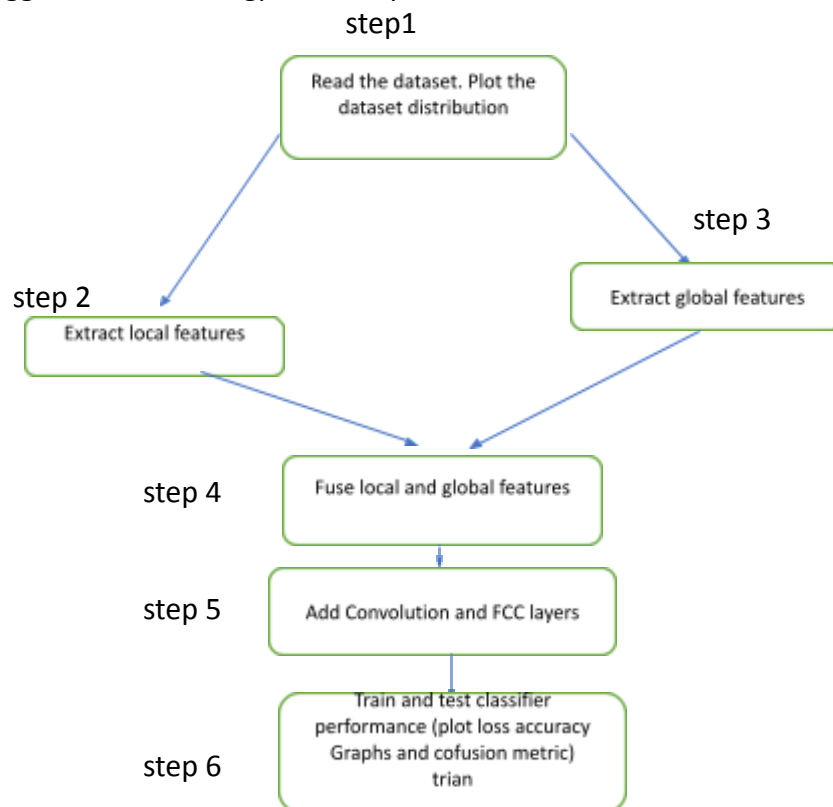 step1
Read the dataset. Plot the
dataset distribution
step 3
Extract global features
step 2
Extract local features
step 4
Fuse local and global features
step 5
Add Convolution and FCC layers
Train and test classifier
performance (plot loss accuracy
Graphs and cofusion metric)
trian
step 6